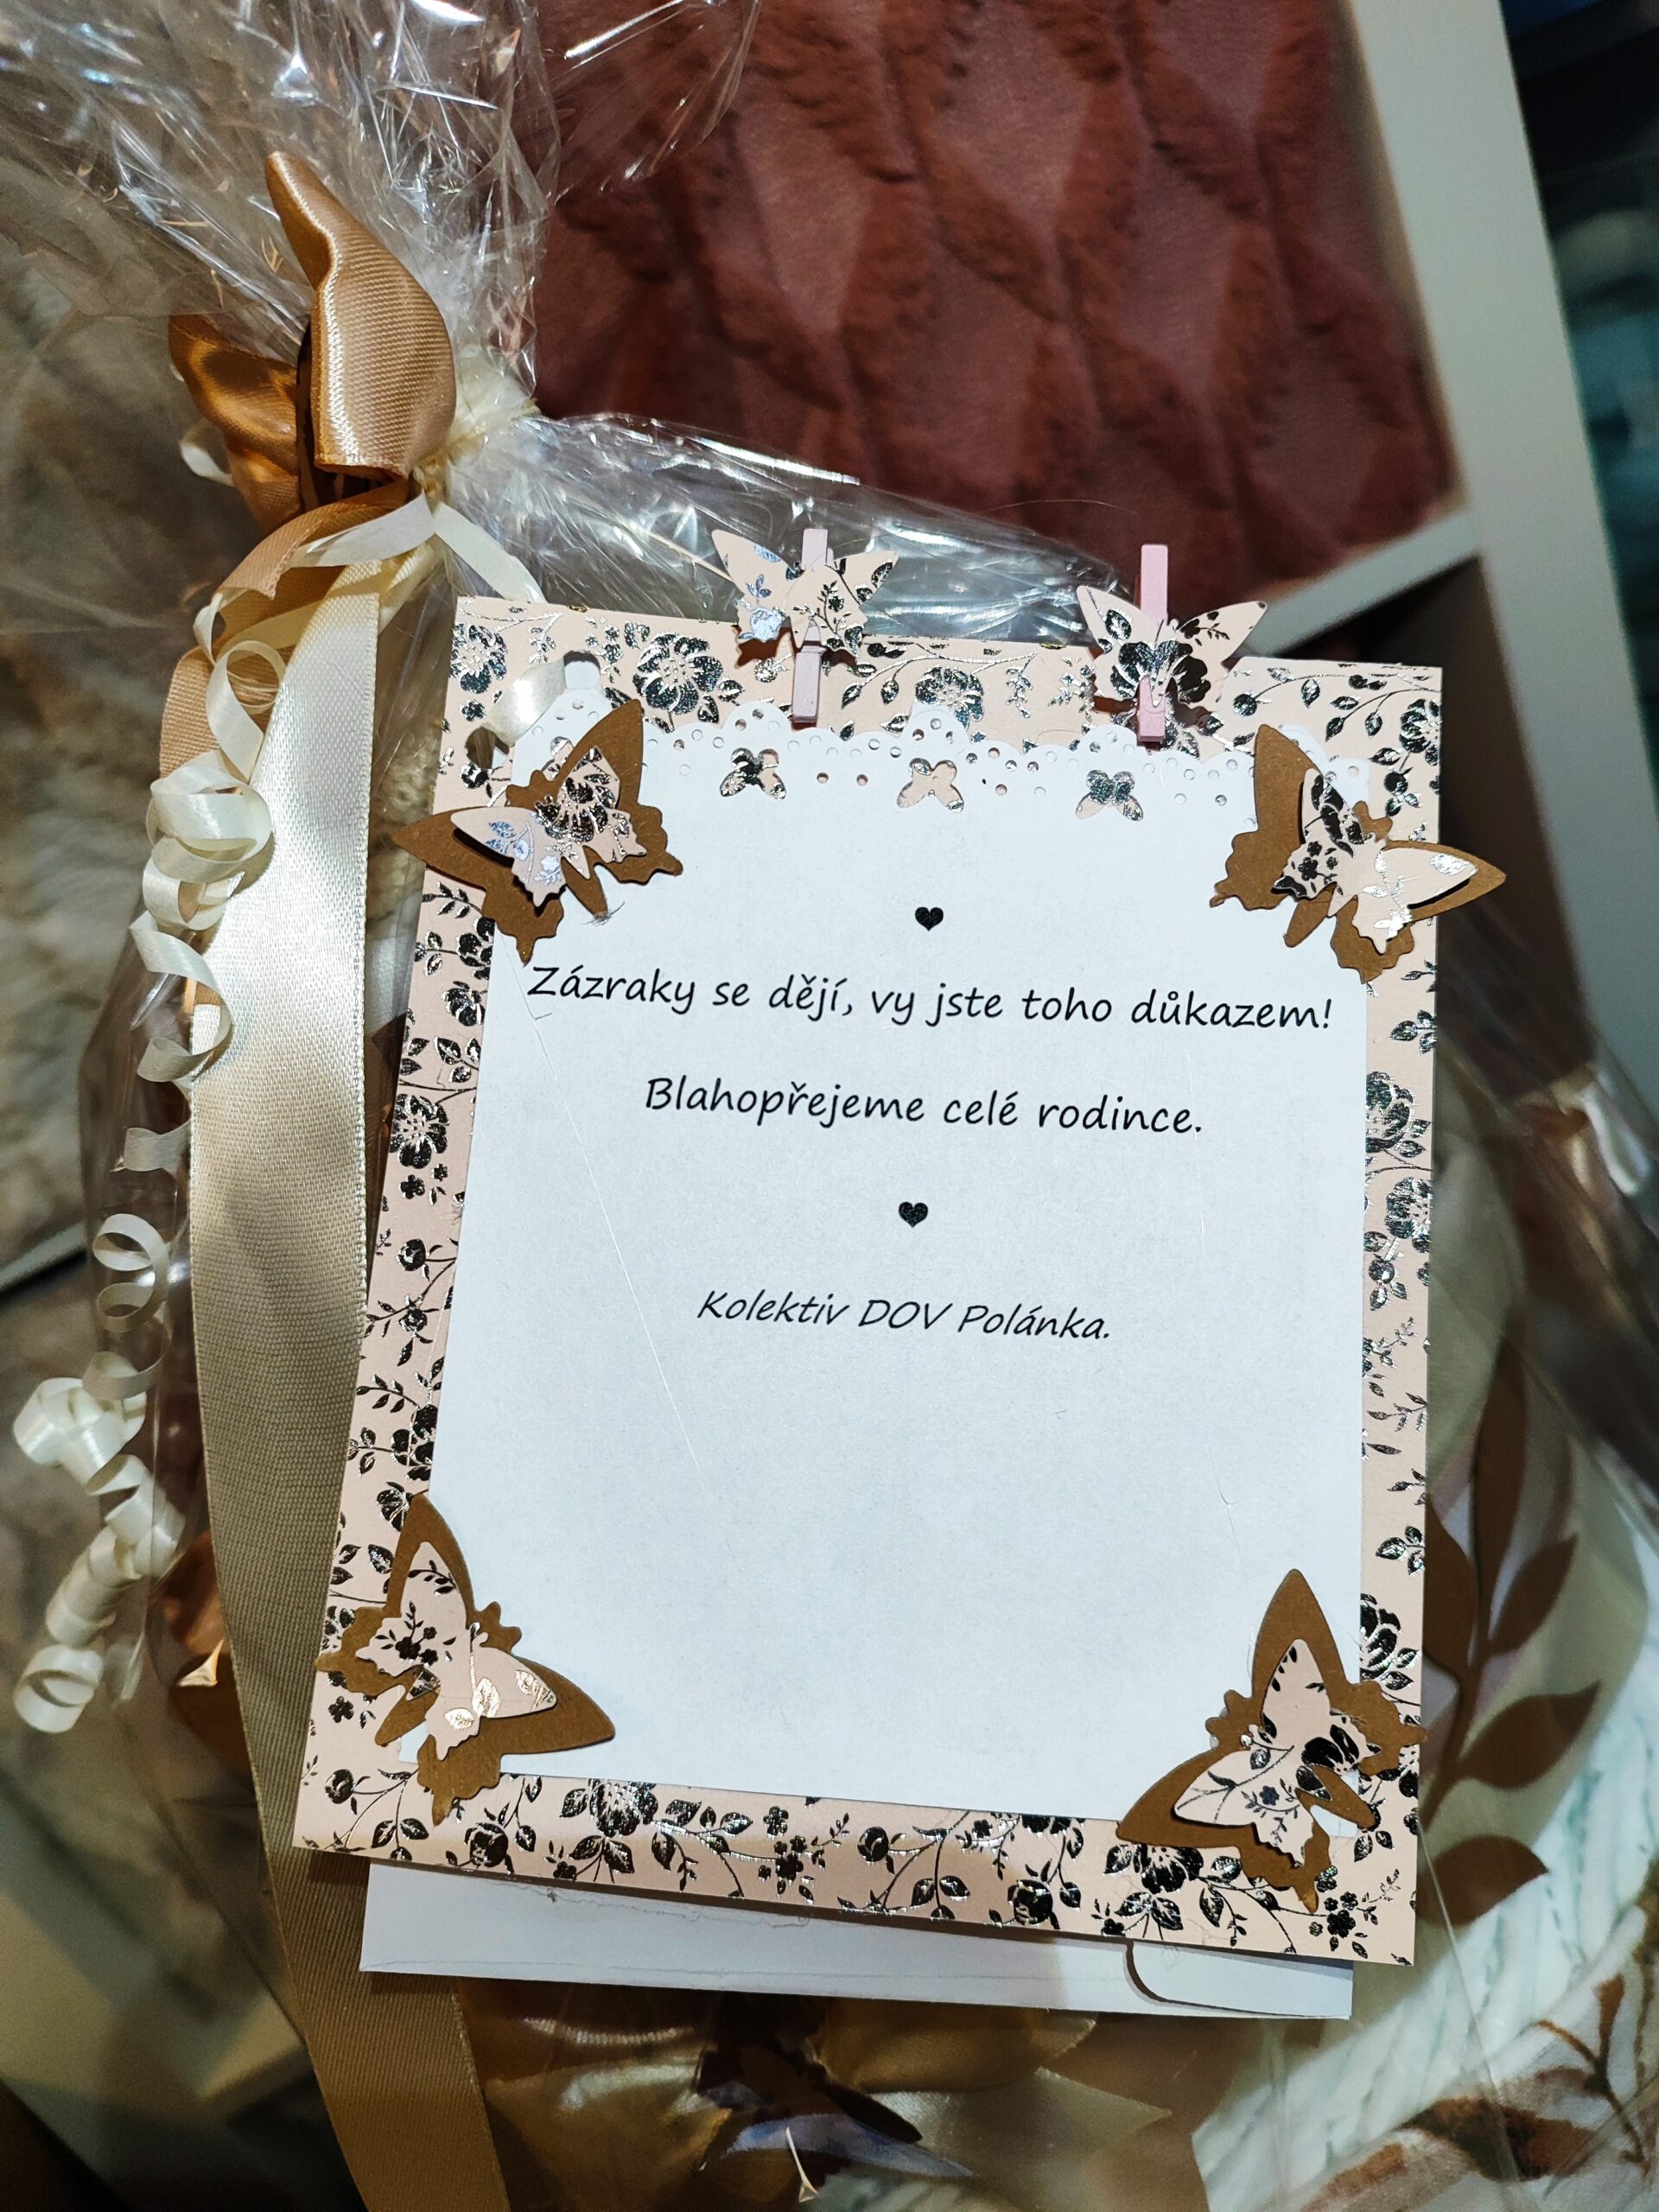 Zázraky se dějí, vy jste toho důkazem!
Blahopřejeme celé rodince.
Kolektiv DOV Polánka.